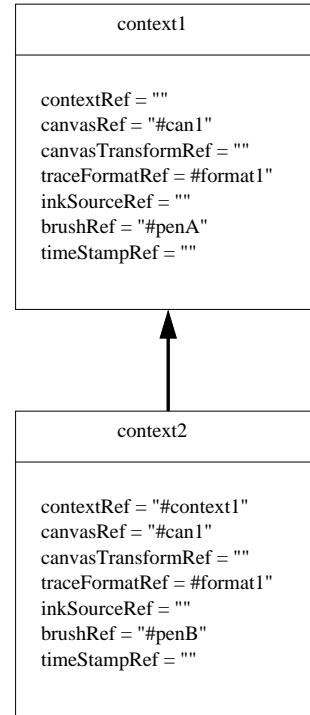 context1
contextRef = ""
canvasRef = "#can1"
canvasTransformRef = ""
traceFormatRef = #format1"
inkSourceRef = ""
brushRef = "#penA"
timeStampRef = ""
context2
contextRef = "#context1"
canvasRef = "#can1"
canvasTransformRef = ""
traceFormatRef = #format1"
inkSourceRef = ""
brushRef = "#penB"
timeStampRef = ""